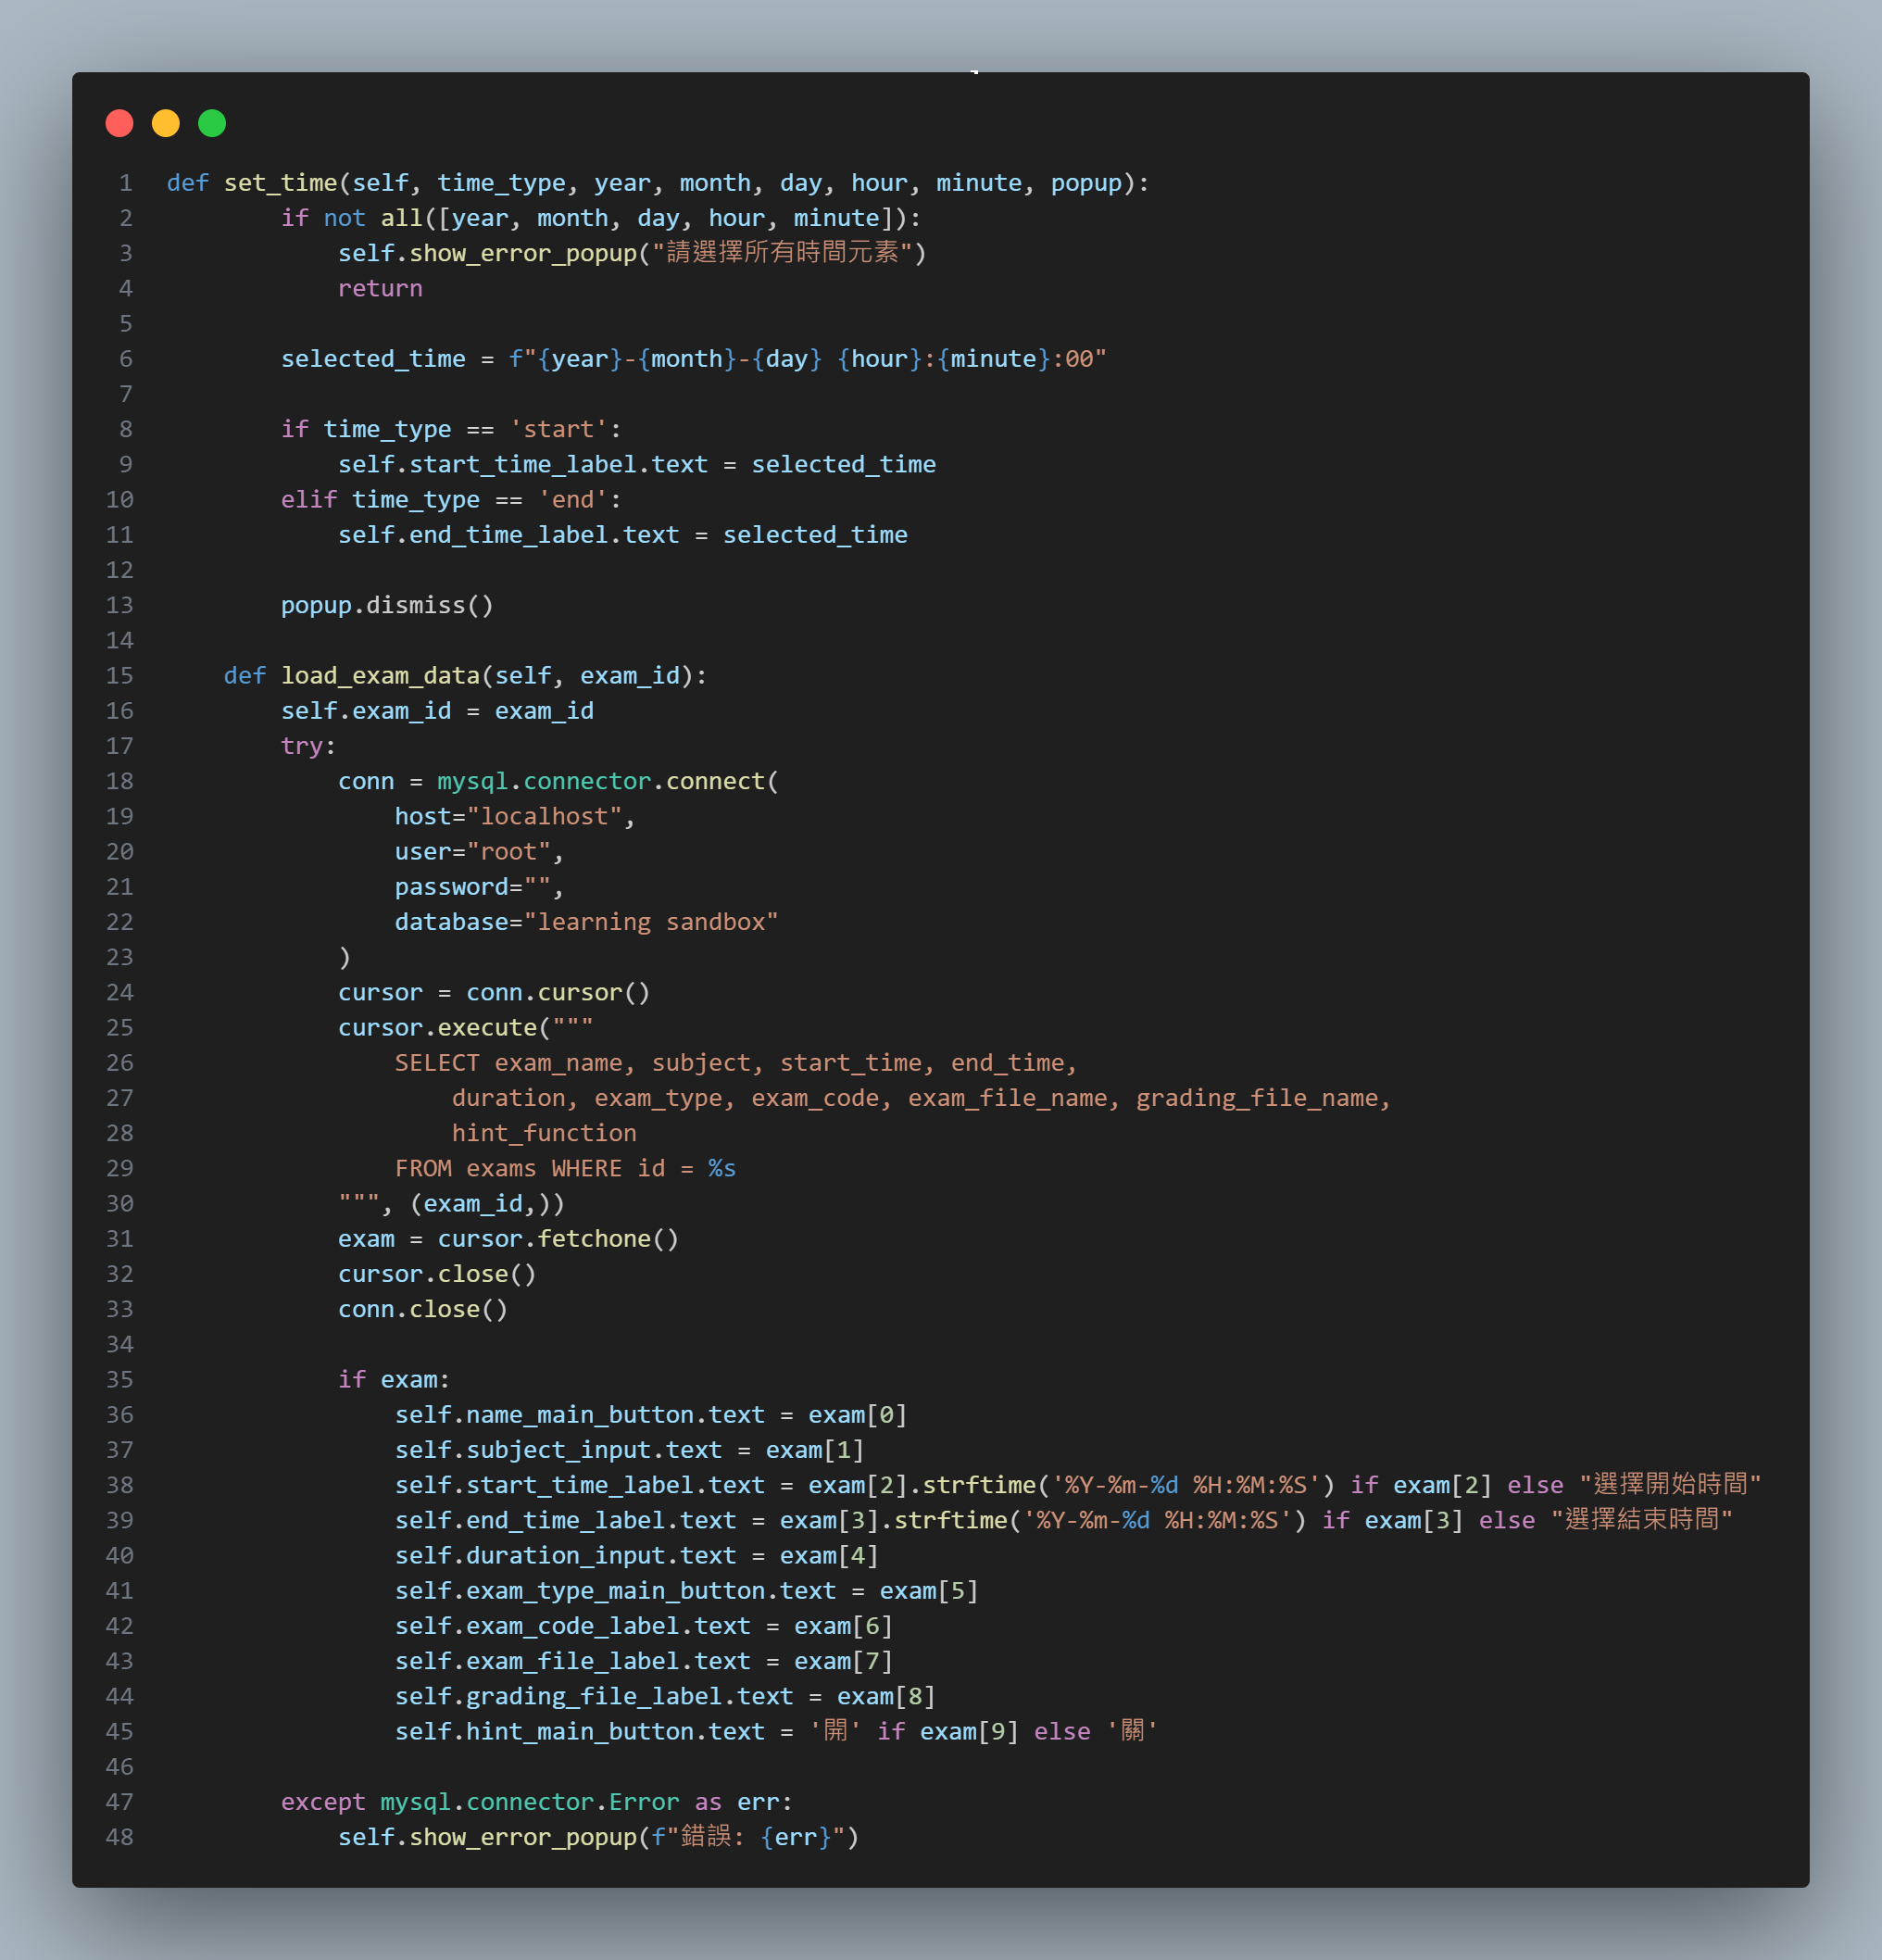 1 def set_time(self, time_type, year, month, day, hour, minute, popup):
2         if not all([year, month, day, hour, minute]):
3             self.show_error_popup("請選擇所有時間元素")
4             return
5
6         selected_time = f"{year}-{month}-{day} {hour}:{minute}:00"
7
8         if time_type == 'start':
9             self.start_time_label.text = selected_time
10         elif time_type == 'end':
11             self.end_time_label.text = selected_time
12
13         popup.dismiss()
14
15     def load_exam_data(self, exam_id):
16         self.exam_id = exam_id
17         try:
18             conn = mysql.connector.connect(
19                 host="localhost",
20                 user="root",
21                 password="",
22                 database="learning sandbox"
23             )
24             cursor = conn.cursor()
25             cursor.execute("""
26                 SELECT exam_name, subject, start_time, end_time,
27                     duration, exam_type, exam_code, exam_file_name, grading_file_name,
28                     hint_function
29                 FROM exams WHERE id = %s
30             """, (exam_id,))
31             exam = cursor.fetchone()
32             cursor.close()
33             conn.close()
34
35             if exam:
36                 self.name_main_button.text = exam[0]
37                 self.subject_input.text = exam[1]
38                 self.start_time_label.text = exam[2].strftime('%Y-%m-%d %H:%M:%S') if exam[2] else "選擇開始時間"
39                 self.end_time_label.text = exam[3].strftime('%Y-%m-%d %H:%M:%S') if exam[3] else "選擇結束時間"
40                 self.duration_input.text = exam[4]
41                 self.exam_type_main_button.text = exam[5]
42                 self.exam_code_label.text = exam[6]
43                 self.exam_file_label.text = exam[7]
44                 self.grading_file_label.text = exam[8]
45                 self.hint_main_button.text = '開' if exam[9] else '關'
46
47         except mysql.connector.Error as err:
48             self.show_error_popup(f"錯誤: {err}")